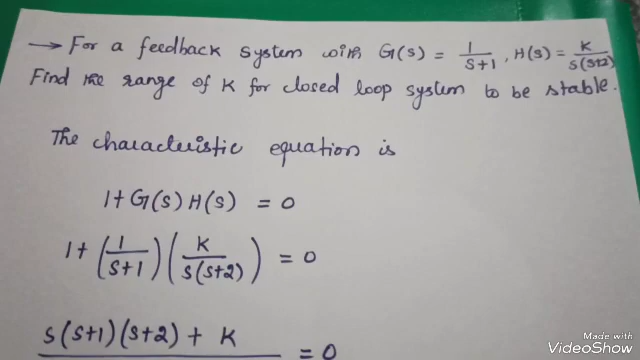 → For a feedback system with G(s) = 1/(s+1), H(s) = K/(s(s+2))
Find the range of K for closed loop system to be stable.
The characteristic equation is
1 + G(s) H(s) = 0
1 + (1/(s+1)) (K/(s(s+2))) = 0
s(s+1)(s+2) + K = 0
Made with
VideoShow